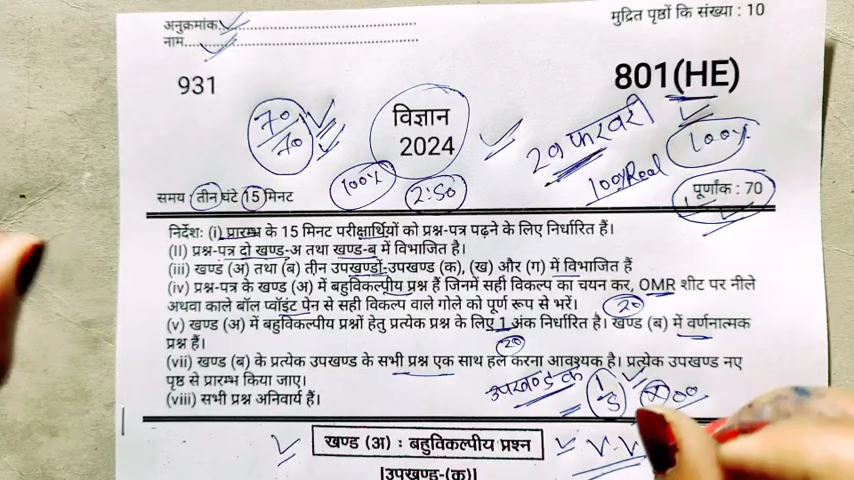 अनुक्रमांक..............................................
नाम..................................................
मुद्रित पृष्ठों कि संख्या : 10
931
801(HE)
70/70
विज्ञान
2024
29 फरवरी
100%
100% Real
100%
2:50
समय : तीन घंटे 15 मिनट
पूर्णांक : 70
निर्देशः (i) प्रारम्भ के 15 मिनट परीक्षार्थियों को प्रश्न-पत्र पढ़ने के लिए निर्धारित हैं।
(II) प्रश्न-पत्र दो खण्ड-अ तथा खण्ड-ब में विभाजित है।
(iii) खण्ड (अ) तथा (ब) तीन उपखण्डों-उपखण्ड (क), (ख) और (ग) में विभाजित हैं
(iv) प्रश्न-पत्र के खण्ड (अ) में बहुविकल्पीय प्रश्न हैं जिनमें सही विकल्प का चयन कर, OMR शीट पर नीले
अथवा काले बॉल प्वॉइंट पेन से सही विकल्प वाले गोले को पूर्ण रूप से भरें।
20
(v) खण्ड (अ) में बहुविकल्पीय प्रश्नों हेतु प्रत्येक प्रश्न के लिए 1 अंक निर्धारित है। खण्ड (ब) में वर्णनात्मक
प्रश्न हैं।
20
(vii) खण्ड (ब) के प्रत्येक उपखण्ड के सभी प्रश्न एक साथ हल करना आवश्यक है। प्रत्येक उपखण्ड नए
पृष्ठ से प्रारम्भ किया जाए।
उपखण्ड क
(viii) सभी प्रश्न अनिवार्य हैं।
खण्ड (अ) : बहुविकल्पीय प्रश्न
V.V
|उपखण्ड-(क)|